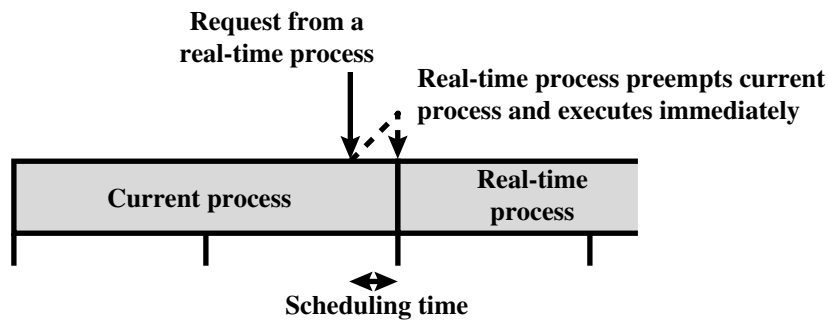 Request from a
real-time process
Real-time process preempts current
process and executes immediately
Current process
Real-time
process
Scheduling time